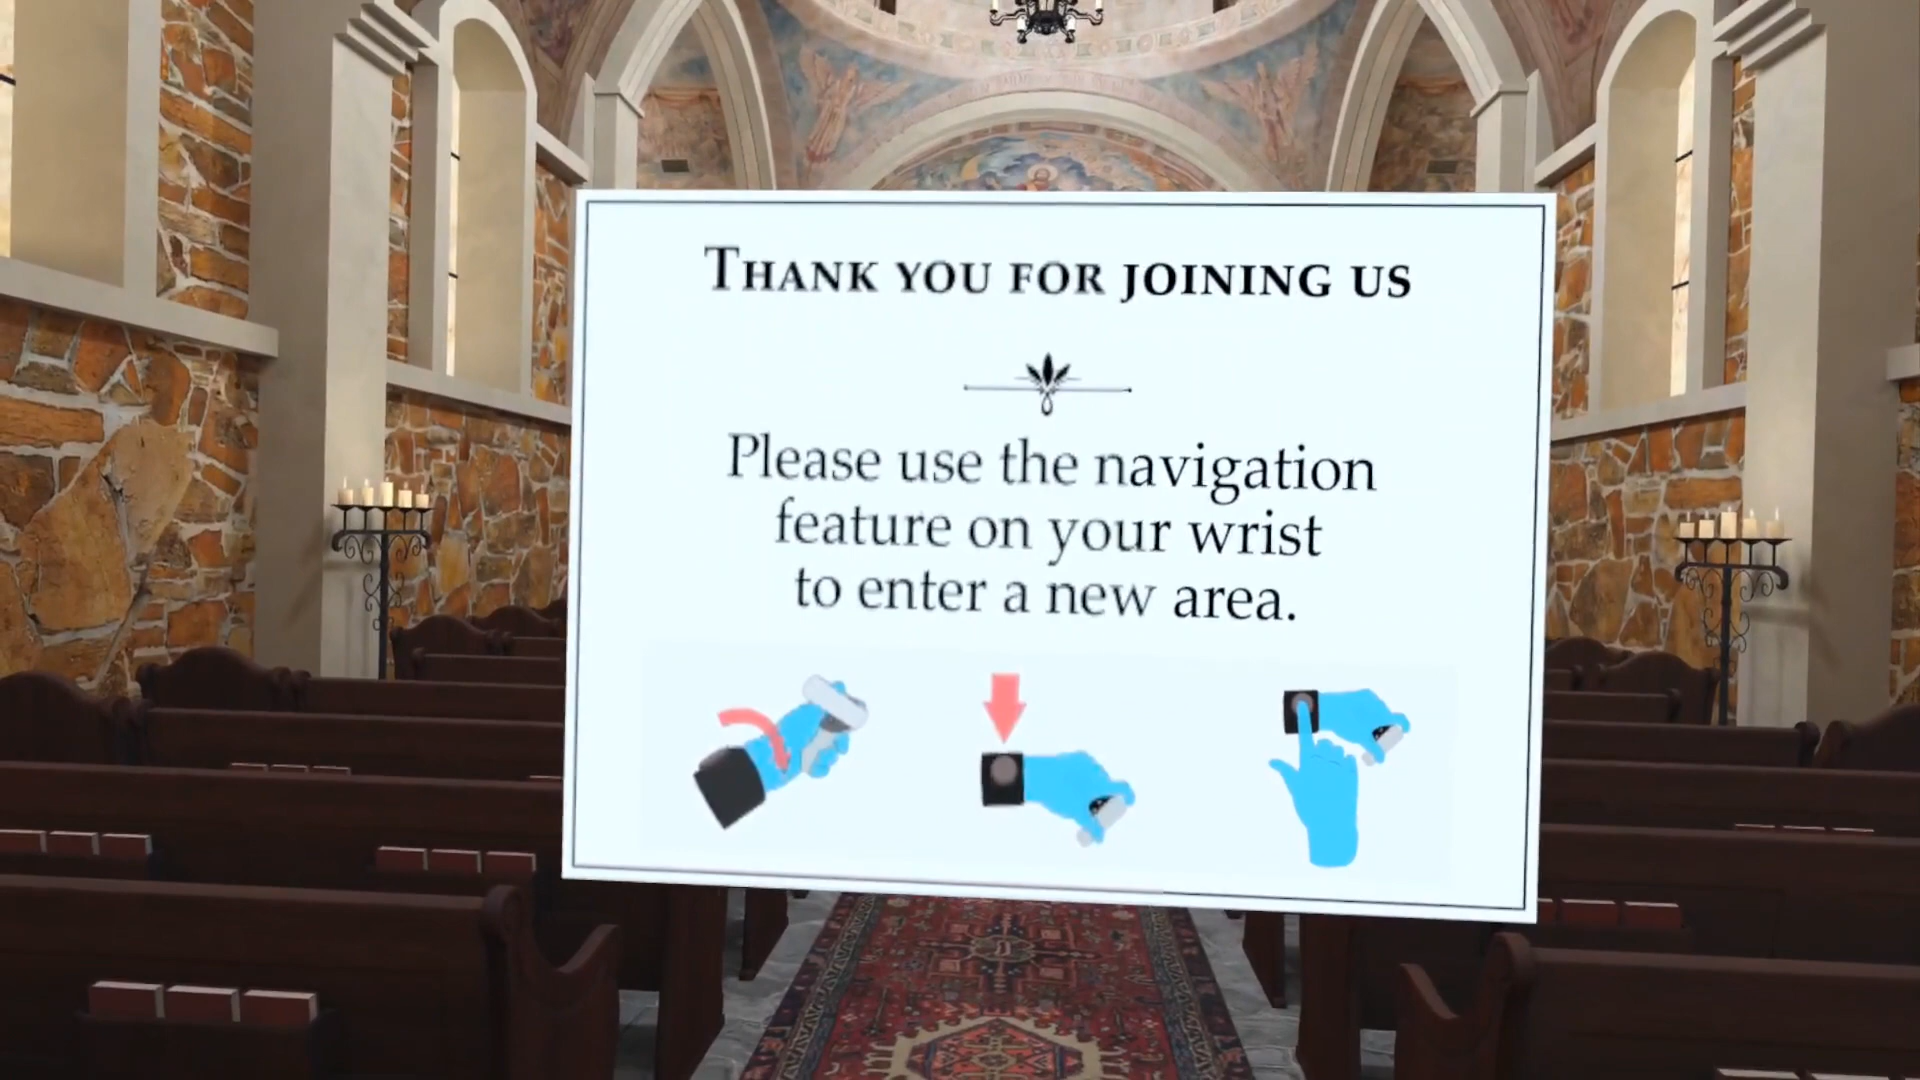 THANK YOU FOR JOINING US
Please use the navigation
feature on your wrist
to enter a new area.